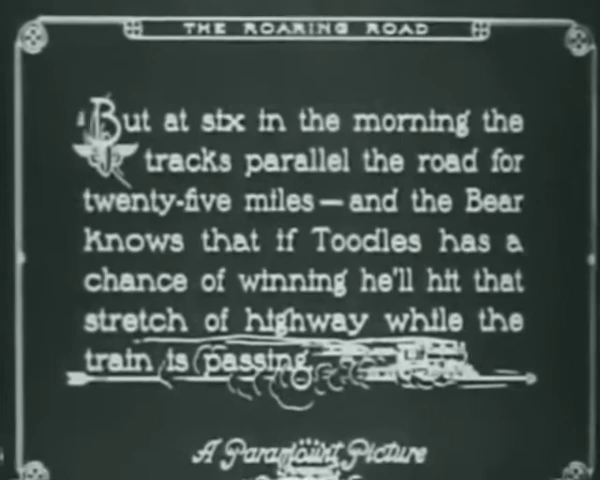 THE ROARING ROAD
But at six in the morning the
tracks parallel the road for
twenty-five miles—and the Bear
knows that if Toodles has a
chance of winning he'll hit that
stretch of highway while the
train is passing.
A Paramount Picture